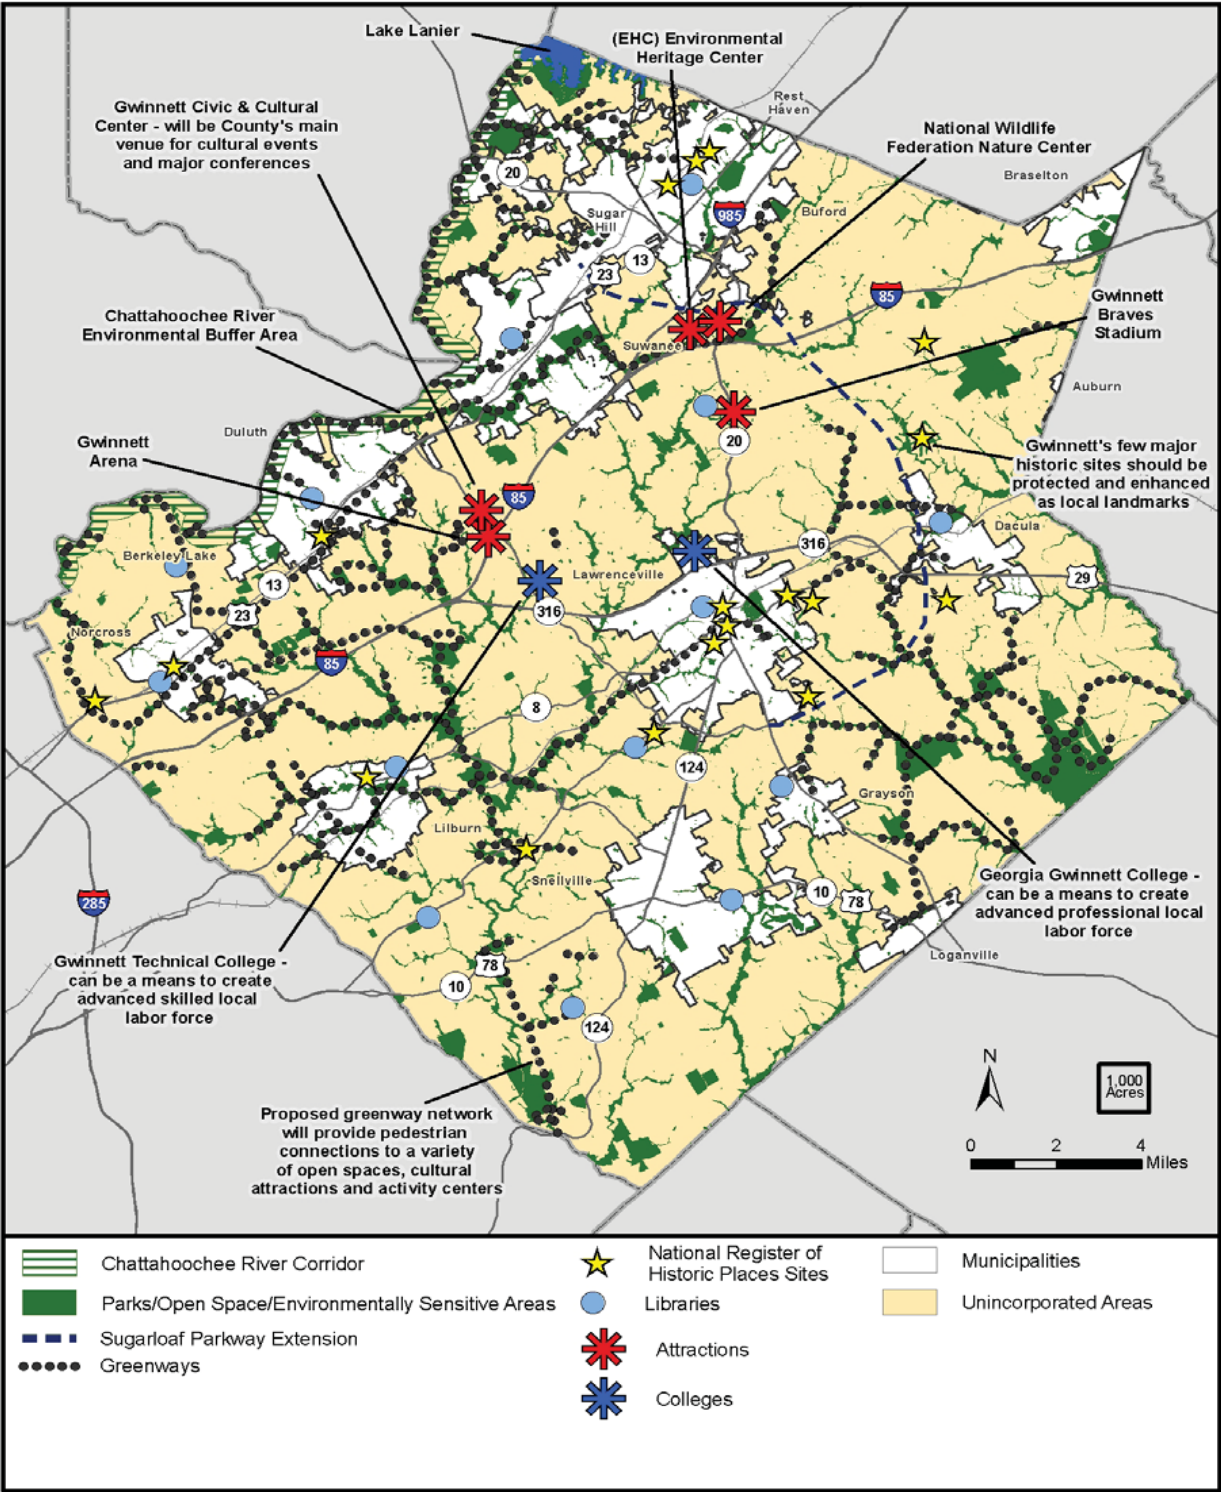 Lake Lanier
(EHC) Environmental
Heritage Center
Rest
Haven
Gwinnett Civic & Cultural
Center - will be County's main
venue for cultural events
and major conferences
National Wildlife
Federation Nature Center
Braselton
20
985
Sugar
Hill
Buford
13
23
85
Chattahoochee River
Environmental Buffer Area
Gwinnett
Braves
Stadium
Suwanee
Auburn
Duluth
20
Gwinnett
Arena
Gwinnett's few major
historic sites should be
protected and enhanced
as local landmarks
85
Dacula
316
Berkeley Lake
Lawrenceville
29
13
23
316
Norcross
85
8
124
Grayson
Lilburn
Snellville
10
78
285
Georgia Gwinnett College -
can be a means to create
advanced professional local
labor force
Loganville
Gwinnett Technical College -
can be a means to create
advanced skilled local
labor force
78
10
124
N
1,000
Acres
Proposed greenway network
will provide pedestrian
connections to a variety
of open spaces, cultural
attractions and activity centers
0 2 4
Miles
Chattahoochee River Corridor
Parks/Open Space/Environmentally Sensitive Areas
Sugarloaf Parkway Extension
Greenways
National Register of
Historic Places Sites
Libraries
Attractions
Colleges
Municipalities
Unincorporated Areas